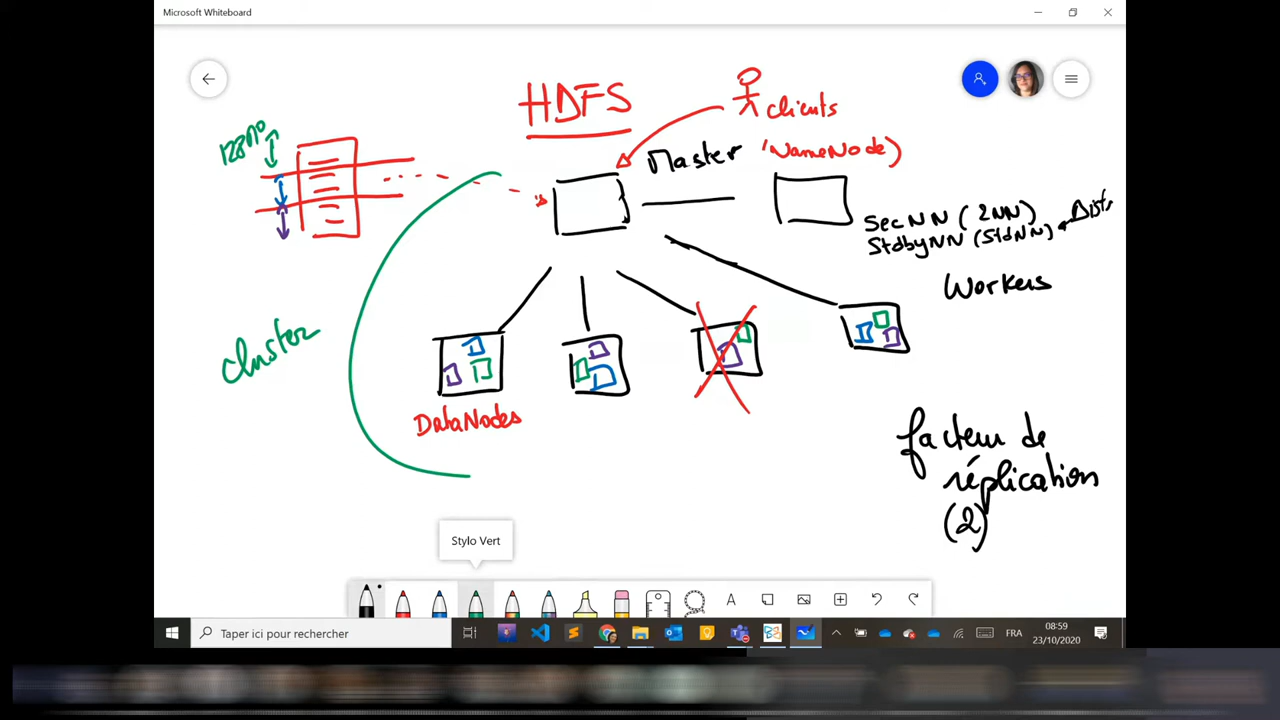 Microsoft Whiteboard
HDFS
clients
128Mo
Master (NameNode)
SecNN (2NN)
StdbyNN (StdNN)
Workers
cluster
DataNodes
facteur de
réplication
(2)
Stylo Vert
A
Taper ici pour rechercher
FRA
08:59
23/10/2020